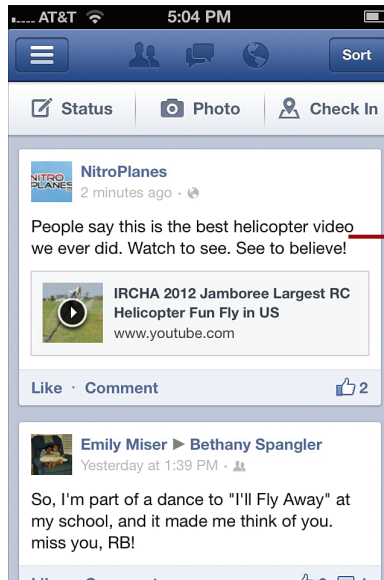 AT&T 5:04 PM
Sort
Status Photo Check In
NITRO
PLANES
NitroPlanes
2 minutes ago ·
People say this is the best helicopter video
we ever did. Watch to see. See to believe!
IRCHA 2012 Jamboree Largest RC
Helicopter Fun Fly in US
www.youtube.com
Like · Comment 2
Emily Miser ▶ Bethany Spangler
Yesterday at 1:39 PM ·
So, I'm part of a dance to "I'll Fly Away" at
my school, and it made me think of you.
miss you, RB!